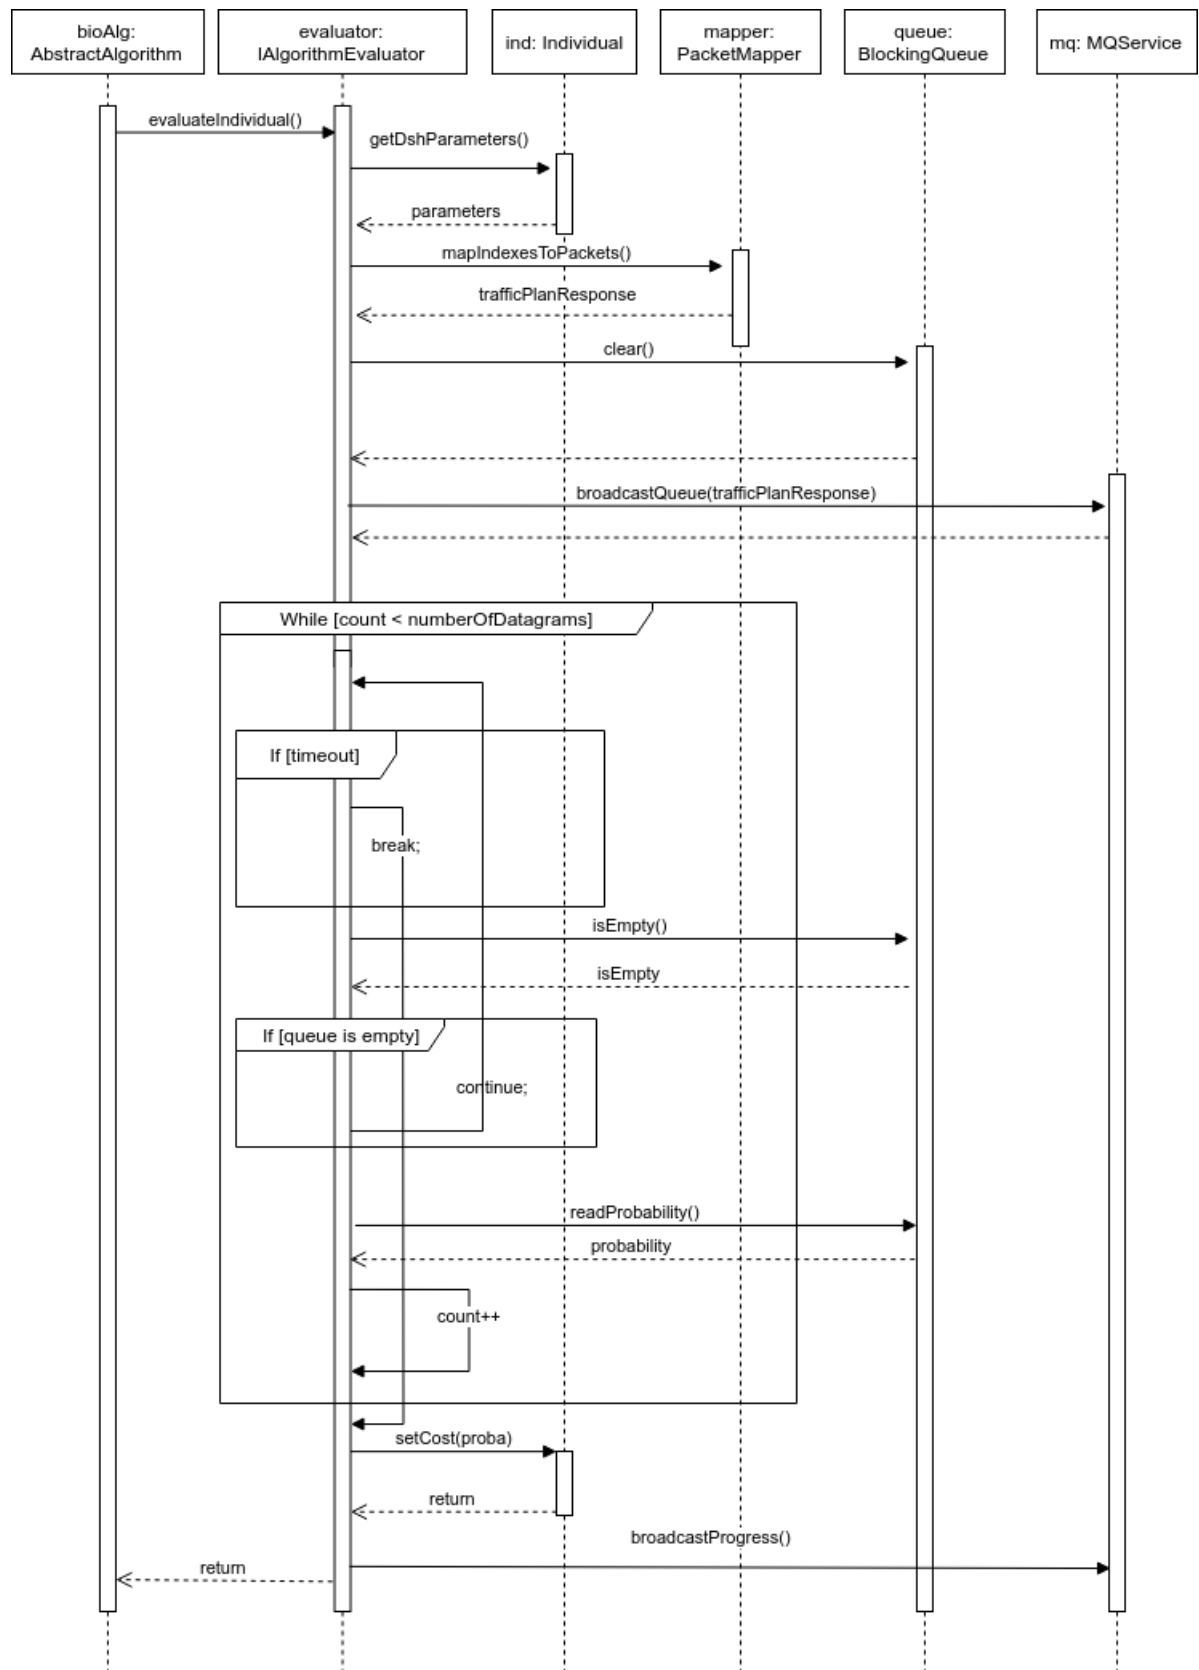 bioAlg:
AbstractAlgorithm
evaluator:
IAlgorithmEvaluator
ind: Individual
mapper:
PacketMapper
queue:
BlockingQueue
mq: MQService
evaluateIndividual()
getDshParameters()
parameters
mapIndexesToPackets()
trafficPlanResponse
clear()
broadcastQueue(trafficPlanResponse)
While [count < numberOfDatagrams]
If [timeout]
break;
isEmpty()
isEmpty
If [queue is empty]
continue;
readProbability()
probability
count++
setCost(proba)
return
broadcastProgress()
return